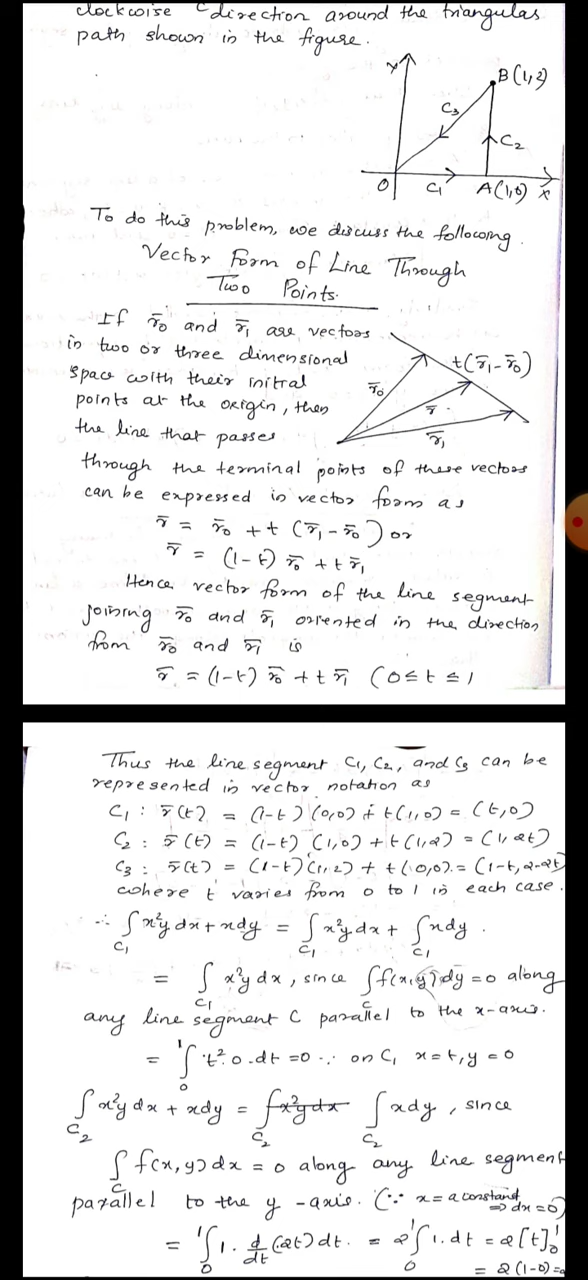 clockwise direction around the triangular
path shown in the figure.
Y
B(1,2)
C₃
C₂
O
C₁
A(1,0)
X
To do this problem, we discuss the following.
Vector Form of Line Through
Two Points.
If r̄₀ and r̄₁ are vectors
in two or three dimensional
space with their initial
points at the origin, then
the line that passes
t(r̄₁-r̄₀)
r̄₀
r̄
r̄₁
through the terminal points of these vectors
can be expressed in vector form as
r̄ = r̄₀ + t (r̄₁ - r̄₀) or
r̄ = (1-t) r̄₀ + t r̄₁
Hence vector form of the line segment
joining r̄₀ and r̄₁ oriented in the direction
from r̄₀ and r̄₁ is
r̄ = (1-t) r̄₀ + t r̄₁ (0 ≤ t ≤ 1
Thus the line segment C₁, C₂, and C₃ can be
represented in vector notation as
C₁ : r̄(t) = (1-t) (0,0) + t(1,0) = (t,0)
C₂ : r̄(t) = (1-t) (1,0) + t(1,2) = (1,2t)
C₃ : r̄(t) = (1-t)(1,2) + t(0,0) = (1-t, 2-2t)
where t varies from 0 to 1 in each case.
∴ ∫C₁ x²y dx + x dy = ∫C₁ x²y dx + ∫C₁ x dy.
= ∫C₁ x²y dx, since ∫C f(x,y) dy = 0 along
any line segment C parallel to the x-axis.
= ∫₀¹ t².0.dt = 0 ∵ on C₁ x = t, y = 0
∫C₂ x²y dx + x dy = ∫C₂ x²y dx ∫C₂ x dy, since
∫C f(x,y) dx = 0 along any line segment
parallel to the y-axis. (∵ x = a constant ⇒ dx = 0)
= ∫₀¹ 1. d/dt (2t) dt. = 2 ∫₀¹ 1.dt = 2[t]₀¹
= 2(1-0) =